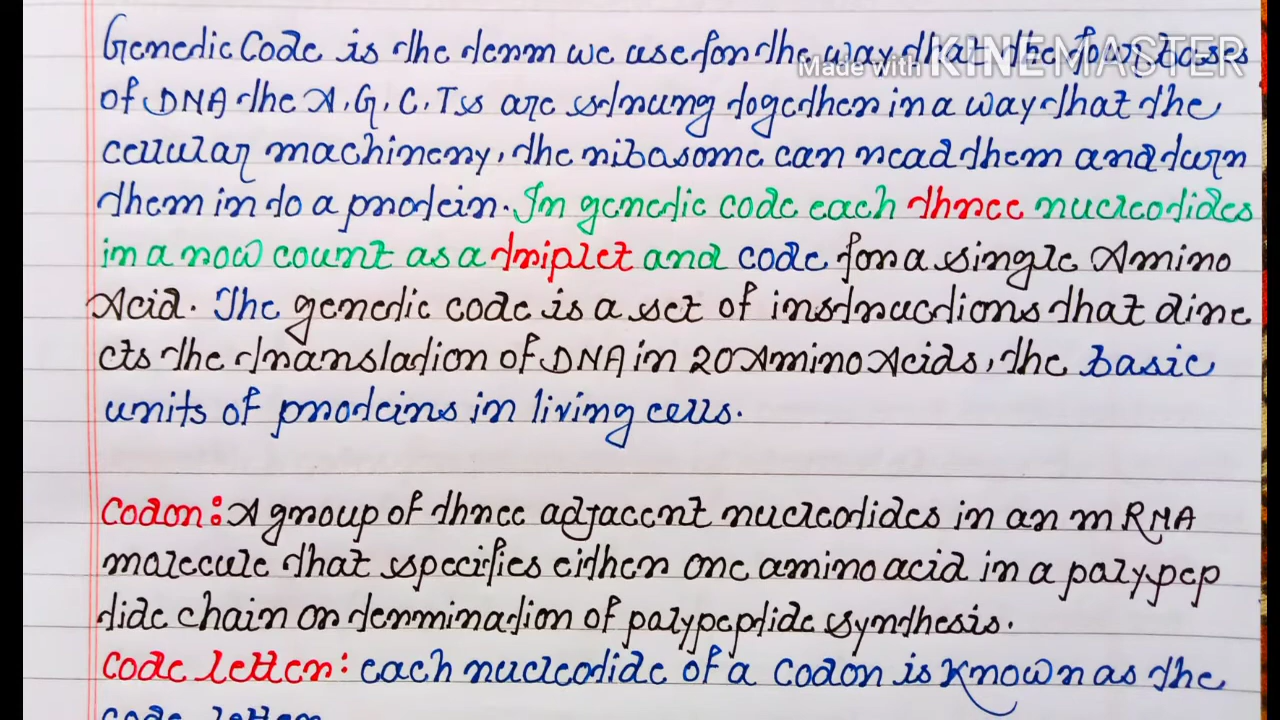 Genetic Code is the term we use for the way that the four bases
Made with KINEMASTER
of DNA the A.G.C.Tss are strung together in a way that the
cellular machinery, the ribasome can read them and turn
them in to a protein. In genetic code each three nucleotides
in a row count as a triplet and code for a single Amino
Acid. The genetic code is a set of instructions that dire
cts the translation of DNA in 20 Amino Acids, the basic
units of proteins in living cells.
Codon: A group of three adjacent nucleotides in an mRNA
molecule that specifies either one amino acid in a polypep
tide chain or termination of polypeptide synthesis.
Code letter: each nucleotide of a codon is known as the
code letter